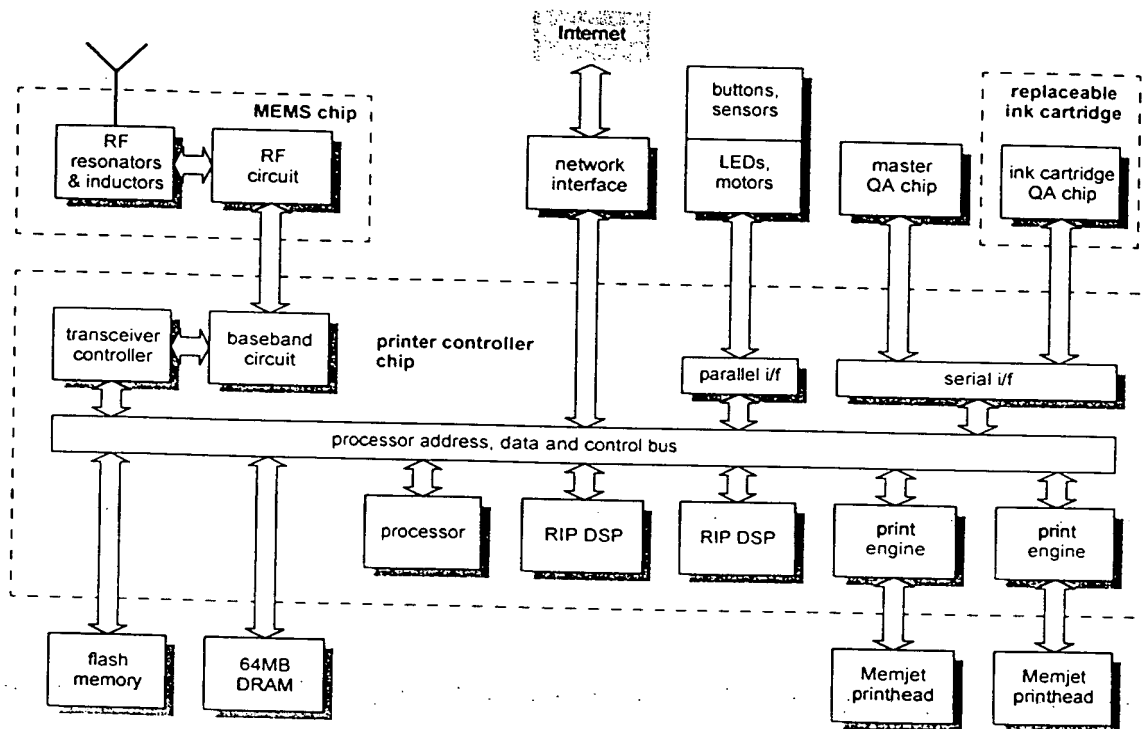 Internet
MEMS chip
RF
resonators
& inductors
RF
circuit
network
interface
buttons,
sensors
LEDs,
motors
master
QA chip
replaceable
ink cartridge
ink cartridge
QA chip
transceiver
controller
baseband
circuit
printer controller
chip
parallel i/f
serial i/f
processor address, data and control bus
processor
RIP DSP
RIP DSP
print
engine
print
engine
flash
memory
64MB
DRAM
Memjet
printhead
Memjet
printhead